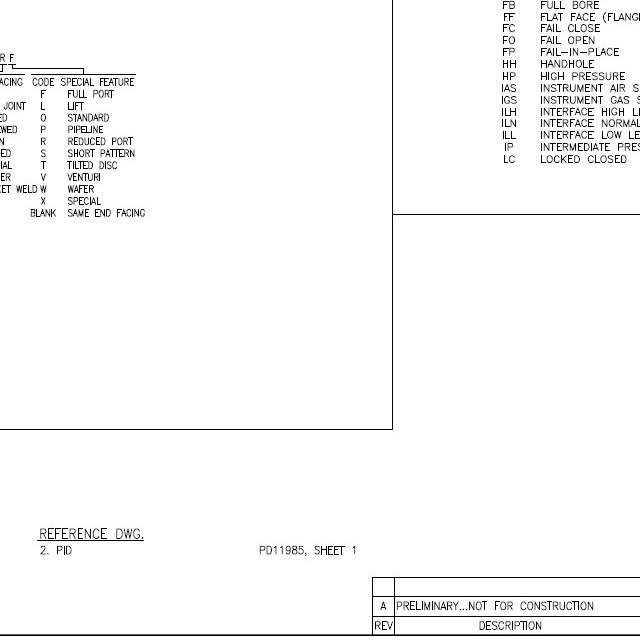 R F
ACING CODE SPECIAL FEATURE
F FULL PORT
JOINT L LIFT
ED O STANDARD
EWED P PIPELINE
N R REDUCED PORT
ED S SHORT PATTERN
IAL T TILTED DISC
ER V VENTURI
ET WELD W WAFER
X SPECIAL
BLANK SAME END FACING
FB FULL BORE
FF FLAT FACE (FLANG
FC FAIL CLOSE
FO FAIL OPEN
FP FAIL-IN-PLACE
HH HANDHOLE
HP HIGH PRESSURE
IAS INSTRUMENT AIR S
IGS INSTRUMENT GAS S
ILH INTERFACE HIGH L
ILN INTERFACE NORMAL
ILL INTERFACE LOW LE
IP INTERMEDIATE PRES
LC LOCKED CLOSED
REFERENCE DWG.
2. PID PD11985, SHEET 1
A PRELIMINARY...NOT FOR CONSTRUCTION
REV DESCRIPTION